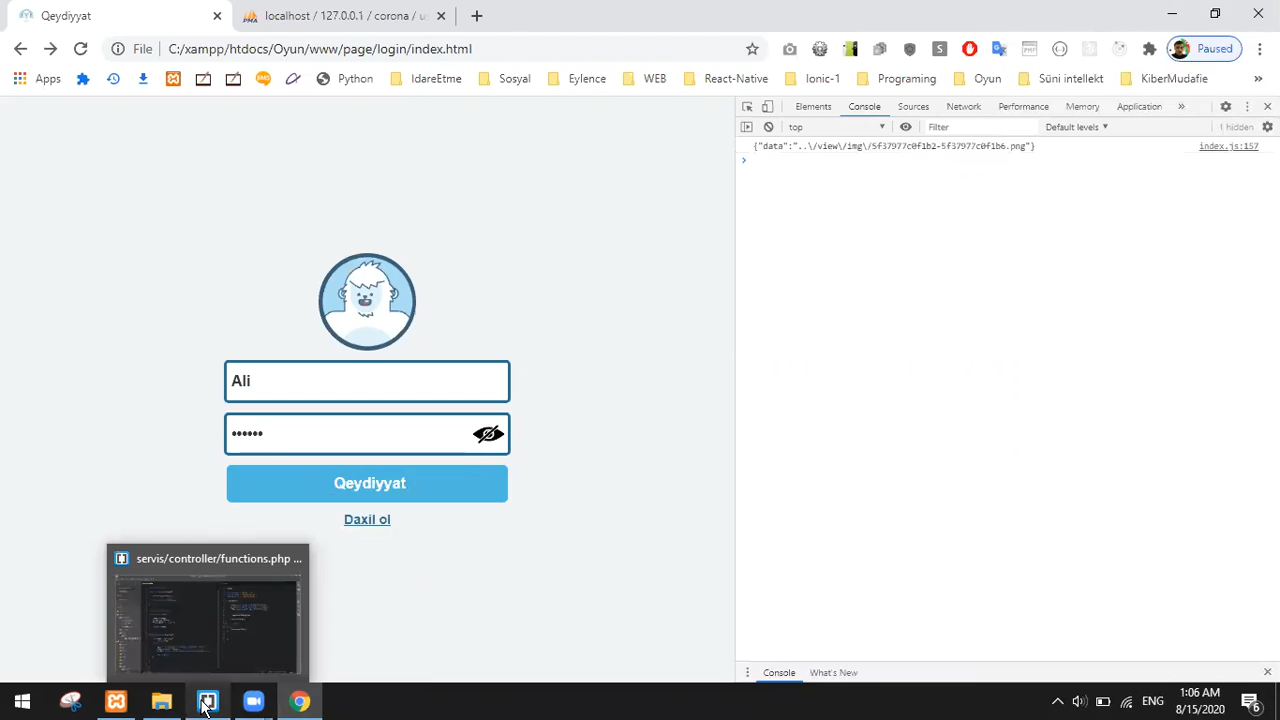 Qeydiyyat
localhost / 127.0.0.1 / corona / u
File C:/xampp/htdocs/Oyun/www/page/login/index.html
Paused
Apps Python IdareEtme Sosyal Eylence WEB React-Native Ionic-1 Programing Oyun Süni intellekt KiberMudafie »
Elements Console Sources Network Performance Memory Application »
top Filter Default levels 1 hidden
{"data":"..\/view\/img\/5f37977c0f1b2-5f37977c0f1b6.png"} index.js:157
Ali
••••••
Qeydiyyat
Daxil ol
servis/controller/functions.php ...
Console What's New
ENG
1:06 AM
8/15/2020
6